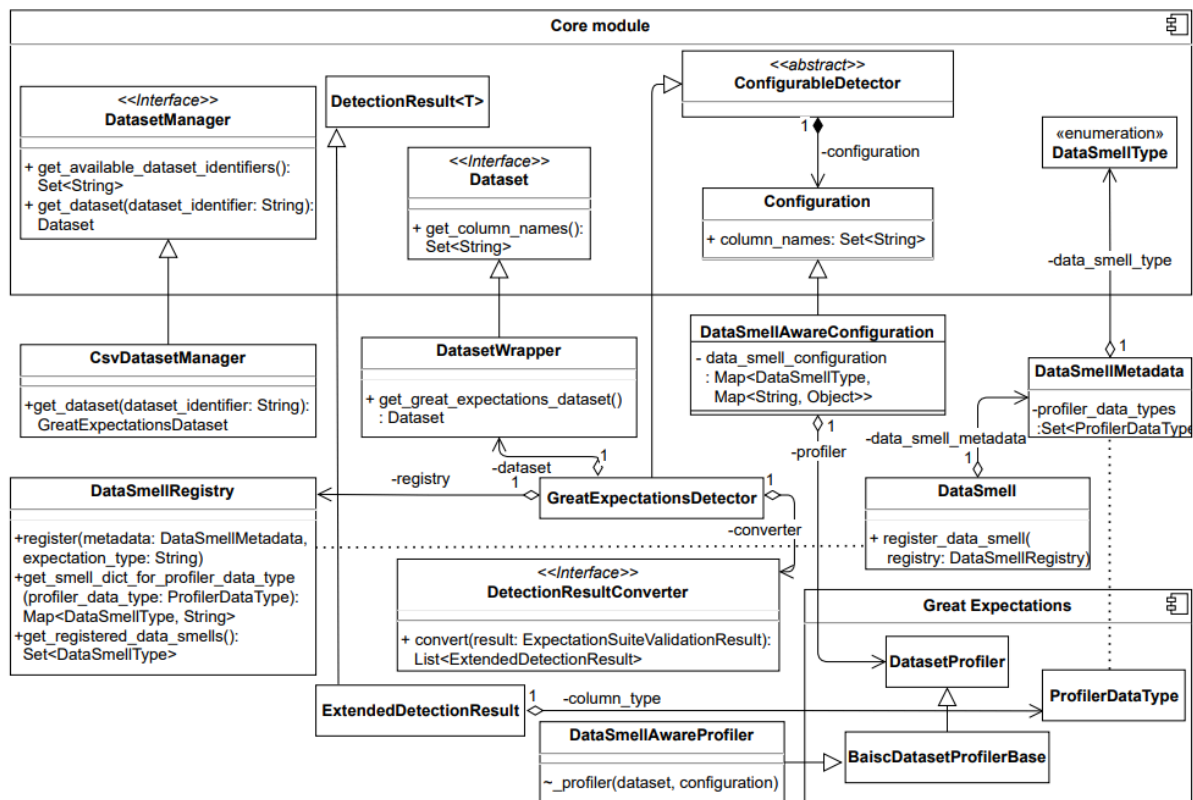 Core module
<<Interface>>
DatasetManager
+ get_available_dataset_identifiers():
Set<String>
+ get_dataset(dataset_identifier: String):
Dataset
DetectionResult<T>
<<Interface>>
Dataset
+ get_column_names():
Set<String>
<<abstract>>
ConfigurableDetector
1
-configuration
Configuration
+ column_names: Set<String>
«enumeration»
DataSmellType
-data_smell_type
1
CsvDatasetManager
+get_dataset(dataset_identifier: String):
GreatExpectationsDataset
DatasetWrapper
+ get_great_expectations_dataset()
: Dataset
DataSmellAwareConfiguration
- data_smell_configuration
: Map<DataSmellType,
Map<String, Object>>
1
-profiler
DataSmellMetadata
-profiler_data_types
:Set<ProfilerDataType
-data_smell_metadata
1
DataSmell
+ register_data_smell(
registry: DataSmellRegistry)
-registry
1
-dataset
1
GreatExpectationsDetector
1
-converter
DataSmellRegistry
+register(metadata: DataSmellMetadata,
expectation_type: String)
+get_smell_dict_for_profiler_data_type
(profiler_data_type: ProfilerDataType):
Map<DataSmellType, String>
+get_registered_data_smells():
Set<DataSmellType>
<<Interface>>
DetectionResultConverter
+ convert(result: ExpectationSuiteValidationResult):
List<ExtendedDetectionResult>
Great Expectations
DatasetProfiler
ProfilerDataType
BaiscDatasetProfilerBase
ExtendedDetectionResult
1
-column_type
DataSmellAwareProfiler
~_profiler(dataset, configuration)